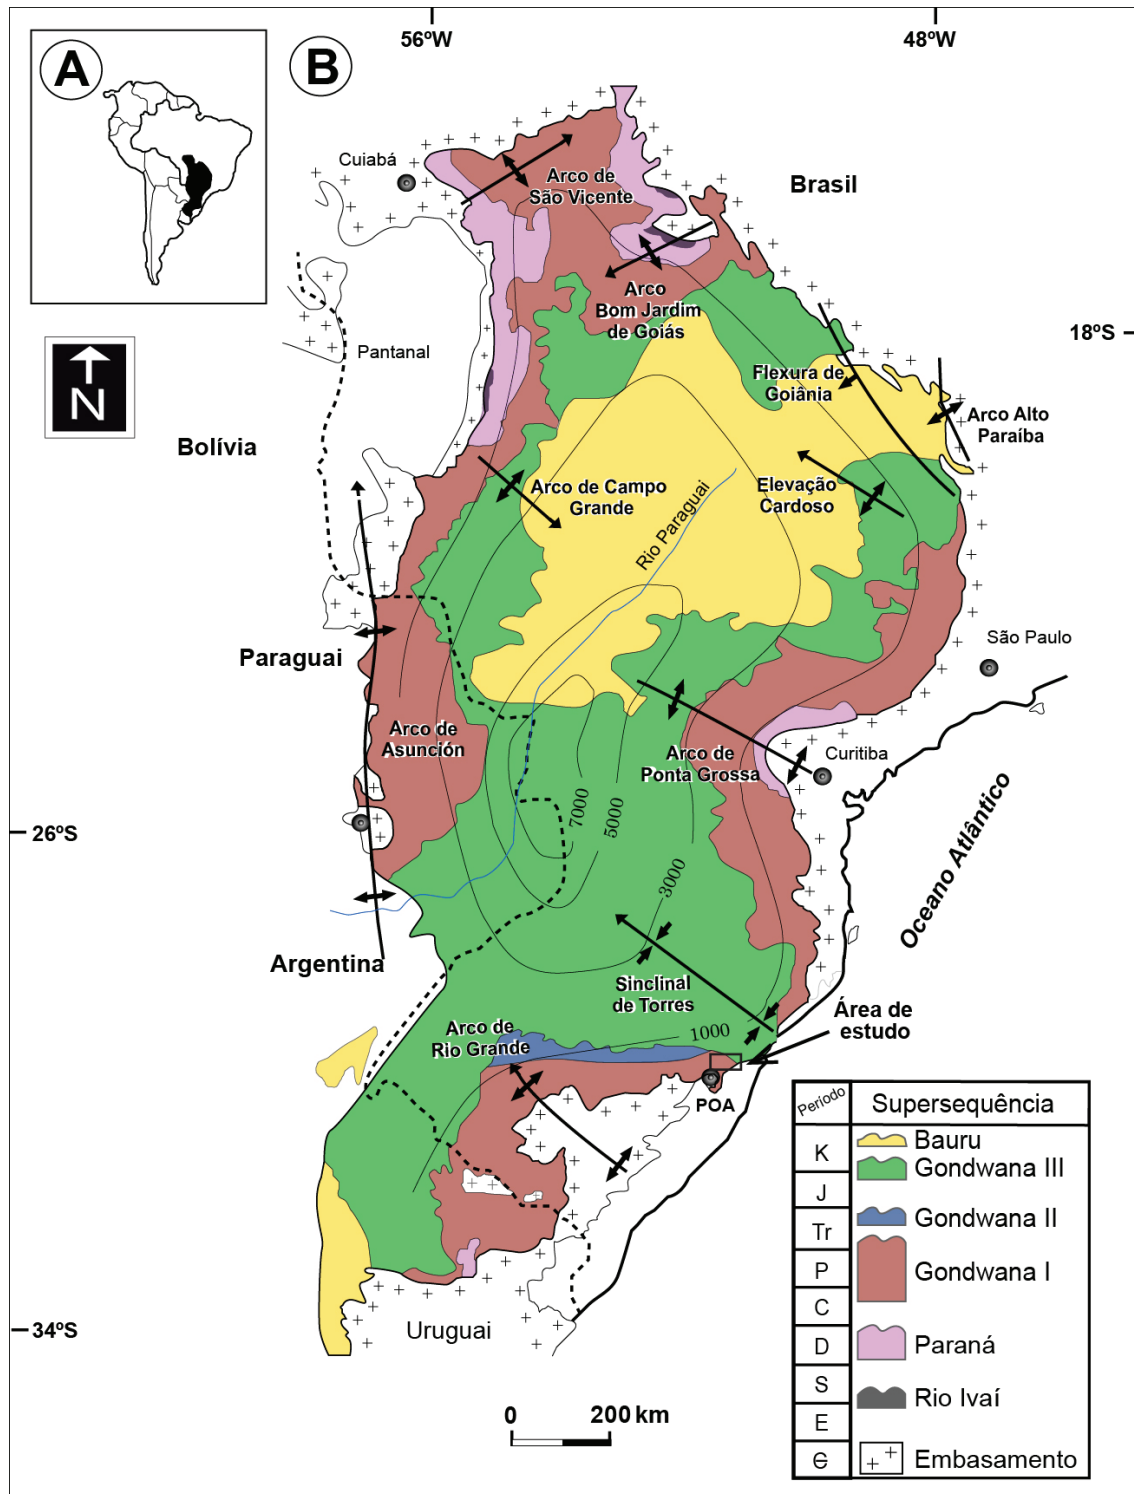 A
B
56ºW
48ºW
Cuiabá
Arco de
São Vicente
Brasil
Arco
Bom Jardim
de Goiás
18ºS
Pantanal
N
Flexura de
Goiânia
Arco Alto
Paraíba
Bolívia
Arco de Campo
Grande
Rio Paraguai
Elevação
Cardoso
São Paulo
Paraguai
Arco de
Asunción
Arco de
Ponta Grossa
Curitiba
7000
5000
3000
26ºS
Oceano Atlântico
Argentina
Sinclinal
de Torres
1000
Arco de
Rio Grande
Área de
estudo
POA
Uruguai
34ºS
0 200 km
Período Supersequência
K Bauru
Gondwana III
J
Tr Gondwana II
P Gondwana I
C
D Paraná
S
Rio Ivaí
E
Є Embasamento